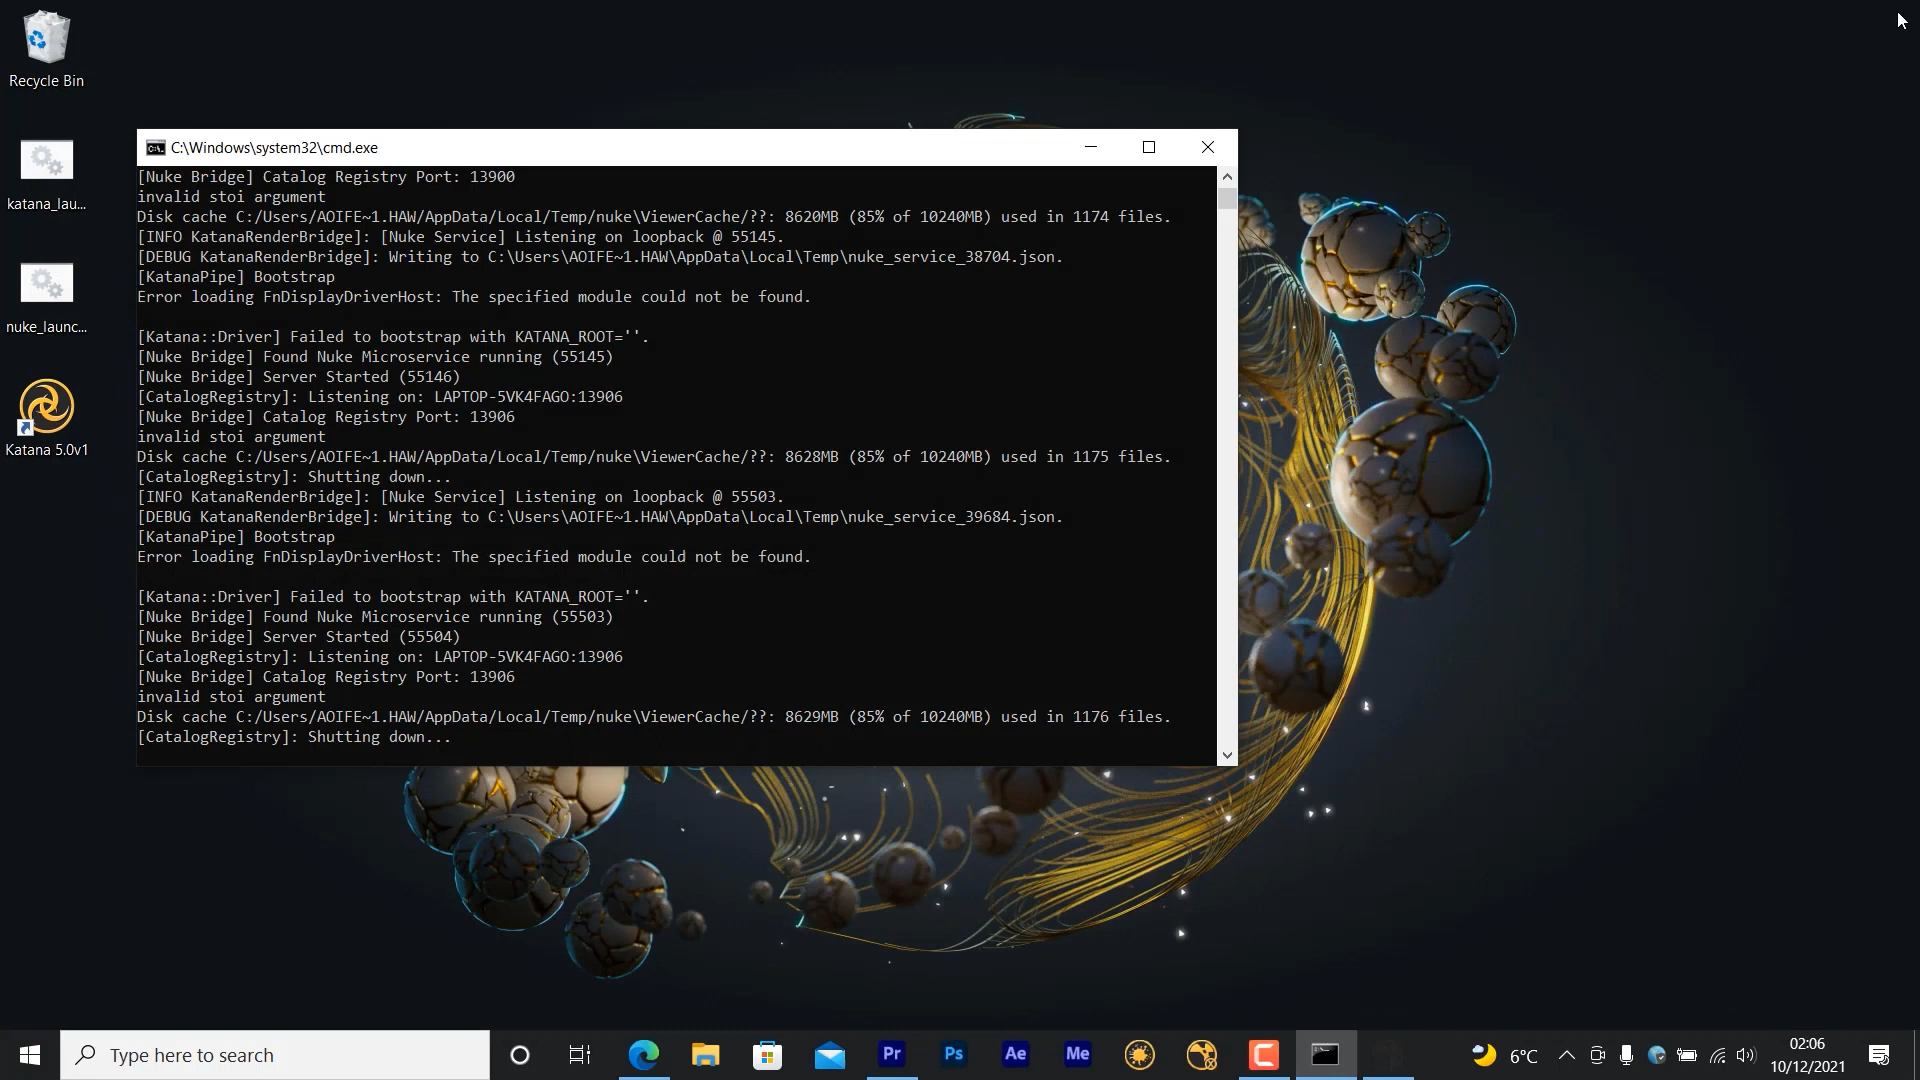 Recycle Bin
katana_lau...
nuke_launc...
Katana 5.0v1
C:\Windows\system32\cmd.exe
[Nuke Bridge] Catalog Registry Port: 13900
invalid stoi argument
Disk cache C:/Users/AOIFE~1.HAW/AppData/Local/Temp/nuke\ViewerCache/??: 8620MB (85% of 10240MB) used in 1174 files.
[INFO KatanaRenderBridge]: [Nuke Service] Listening on loopback @ 55145.
[DEBUG KatanaRenderBridge]: Writing to C:\Users\AOIFE~1.HAW\AppData\Local\Temp\nuke_service_38704.json.
[KatanaPipe] Bootstrap
Error loading FnDisplayDriverHost: The specified module could not be found.
[Katana::Driver] Failed to bootstrap with KATANA_ROOT=''.
[Nuke Bridge] Found Nuke Microservice running (55145)
[Nuke Bridge] Server Started (55146)
[CatalogRegistry]: Listening on: LAPTOP-5VK4FAGO:13906
[Nuke Bridge] Catalog Registry Port: 13906
invalid stoi argument
Disk cache C:/Users/AOIFE~1.HAW/AppData/Local/Temp/nuke\ViewerCache/??: 8628MB (85% of 10240MB) used in 1175 files.
[CatalogRegistry]: Shutting down...
[INFO KatanaRenderBridge]: [Nuke Service] Listening on loopback @ 55503.
[DEBUG KatanaRenderBridge]: Writing to C:\Users\AOIFE~1.HAW\AppData\Local\Temp\nuke_service_39684.json.
[KatanaPipe] Bootstrap
Error loading FnDisplayDriverHost: The specified module could not be found.
[Katana::Driver] Failed to bootstrap with KATANA_ROOT=''.
[Nuke Bridge] Found Nuke Microservice running (55503)
[Nuke Bridge] Server Started (55504)
[CatalogRegistry]: Listening on: LAPTOP-5VK4FAGO:13906
[Nuke Bridge] Catalog Registry Port: 13906
invalid stoi argument
Disk cache C:/Users/AOIFE~1.HAW/AppData/Local/Temp/nuke\ViewerCache/??: 8629MB (85% of 10240MB) used in 1176 files.
[CatalogRegistry]: Shutting down...
Type here to search
Pr
Ps
Ae
Me
6°C
02:06
10/12/2021